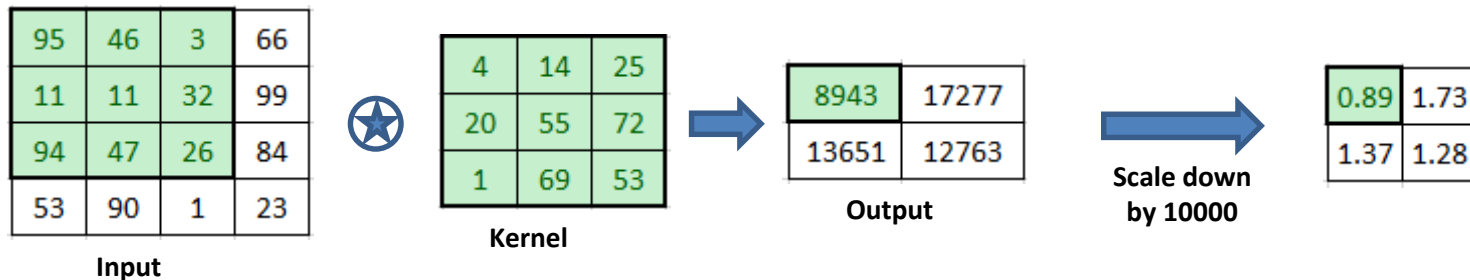 95 46 3 66
11 11 32 99
94 47 26 84
53 90 1 23
Input
4 14 25
20 55 72
1 69 53
Kernel
8943 17277
13651 12763
Output
Scale down
by 10000
0.89 1.73
1.37 1.28